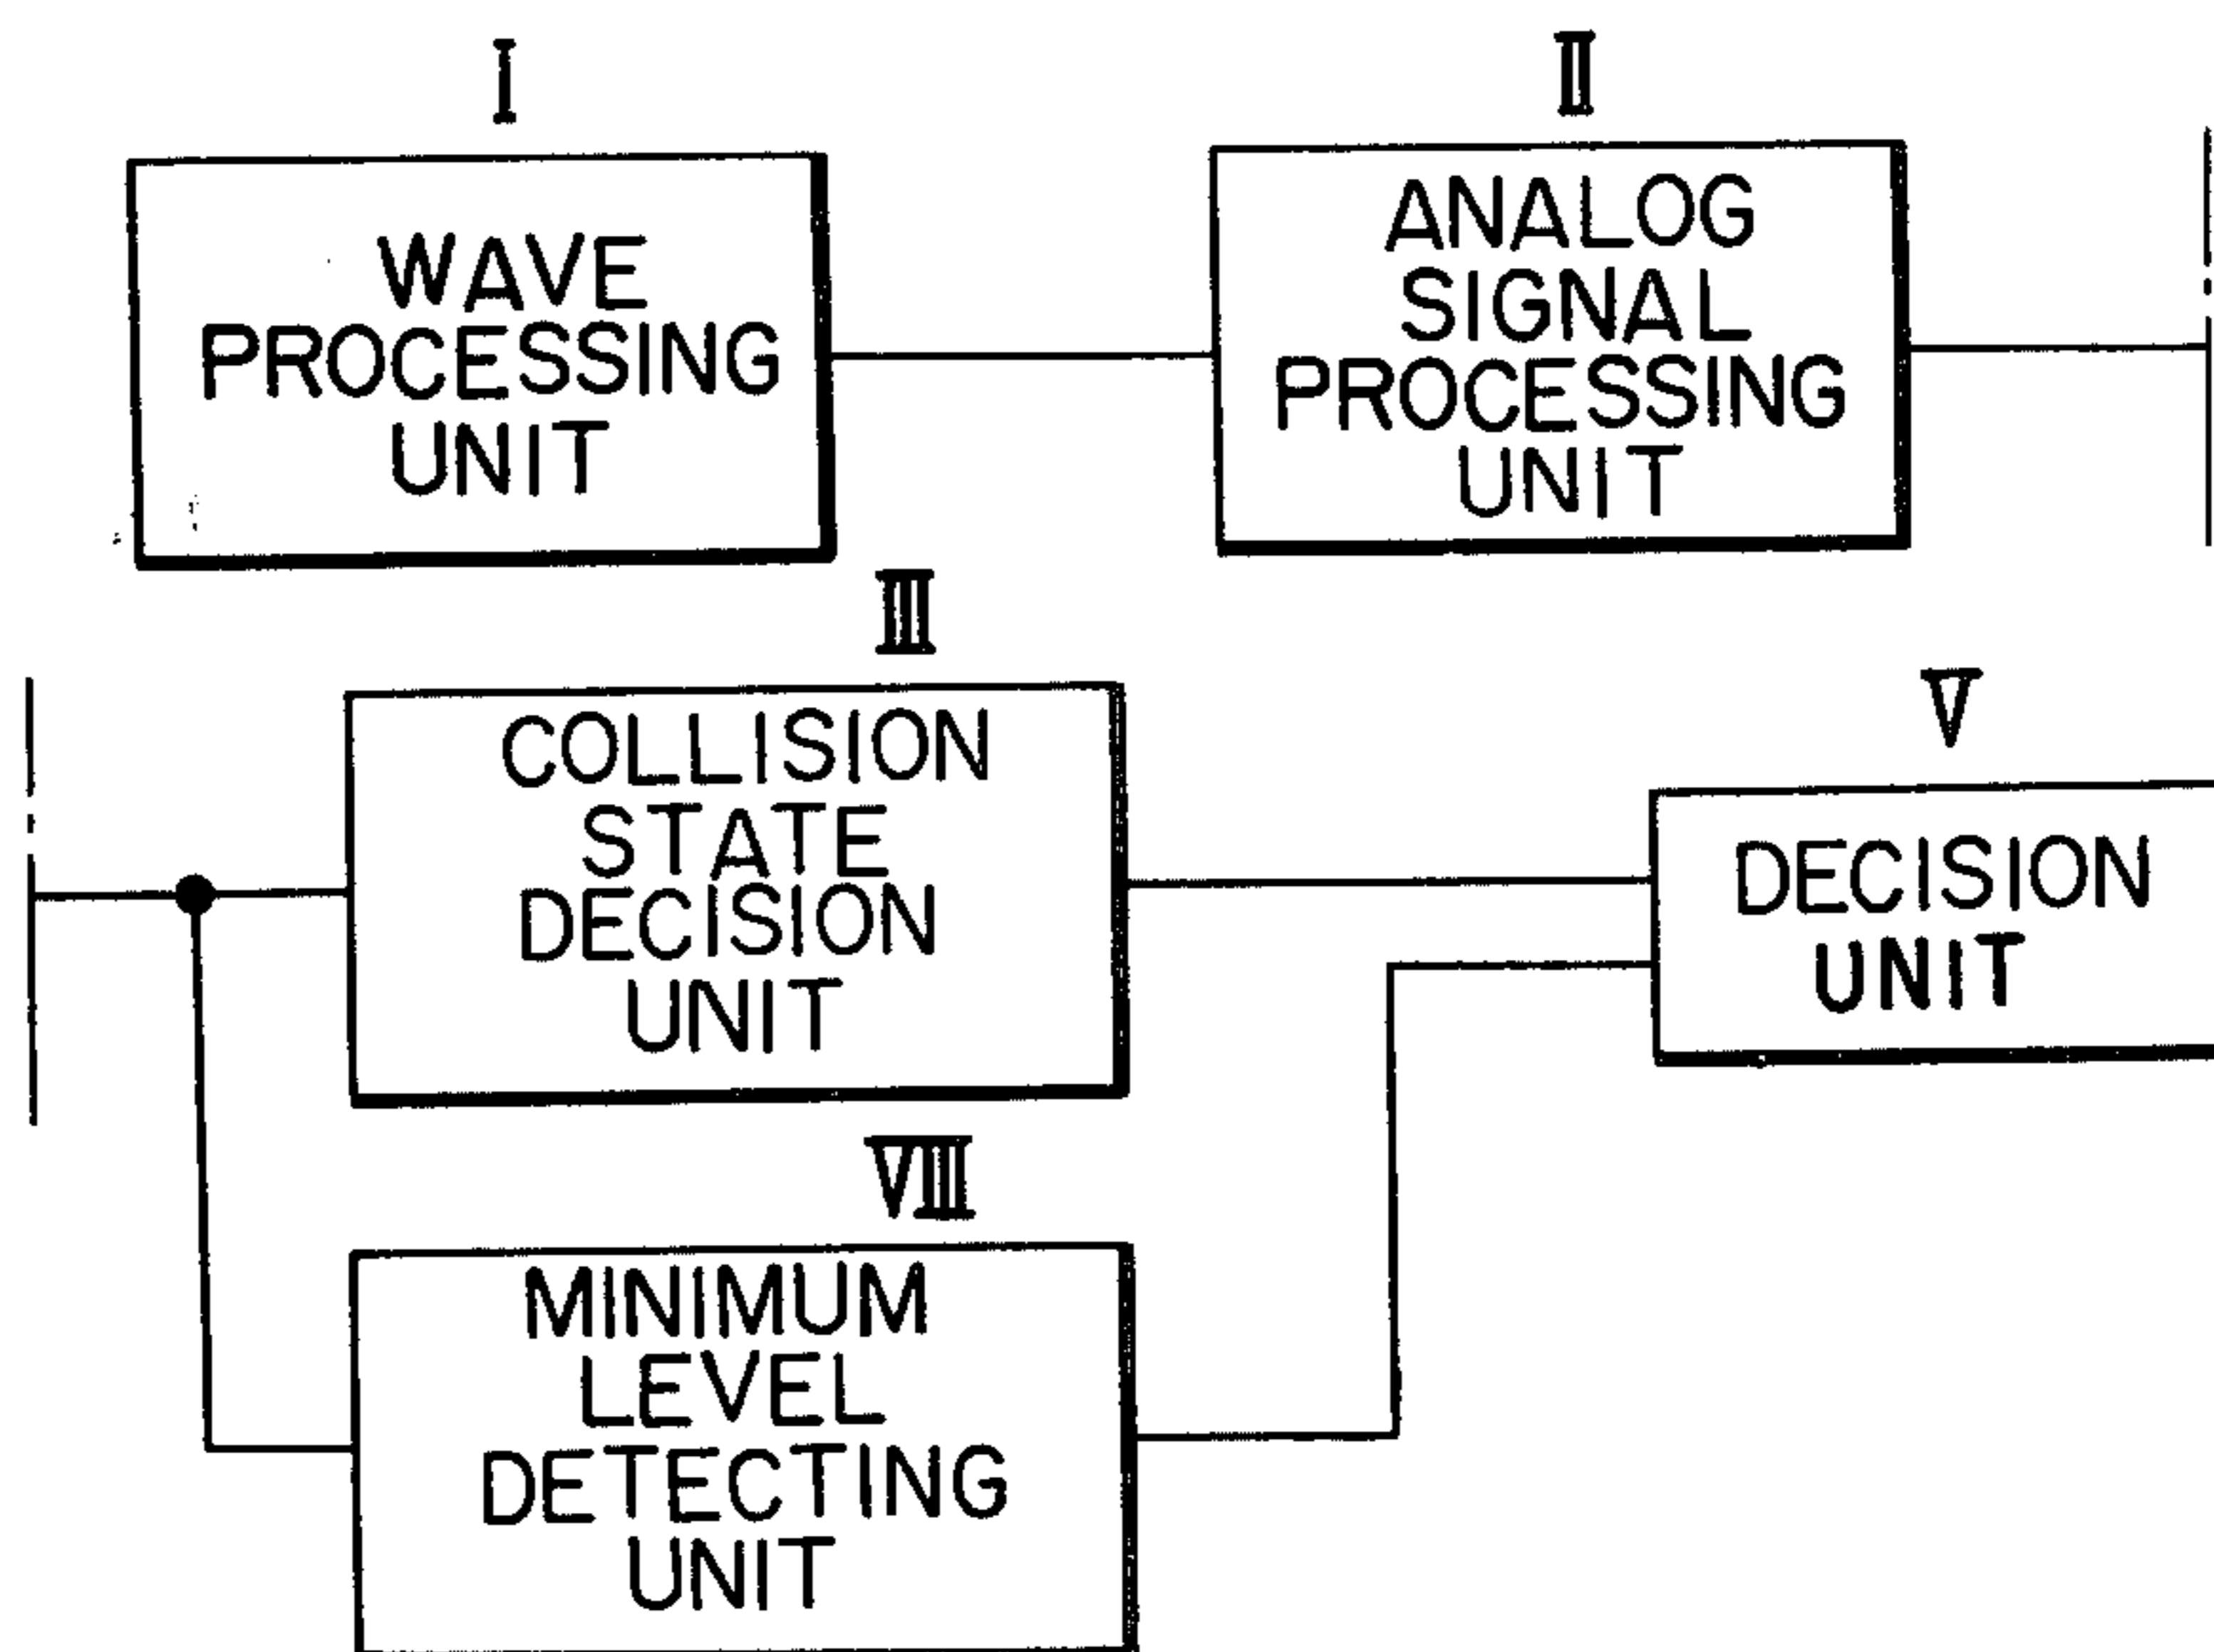 I
WAVE
PROCESSING
UNIT
II
ANALOG
SIGNAL
PROCESSING
UNIT
III
COLLISION
STATE
DECISION
UNIT
V
DECISION
UNIT
VIII
MINIMUM
LEVEL
DETECTING
UNIT